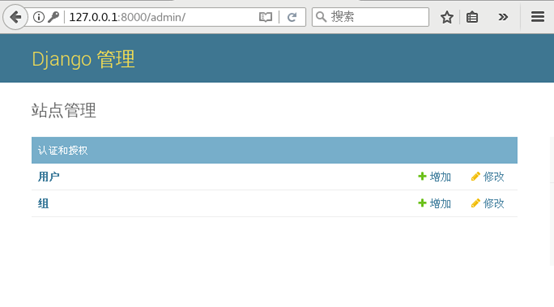 127.0.0.1:8000/admin/ 搜索
Django 管理
站点管理
认证和授权
用户 增加 修改
组 增加 修改